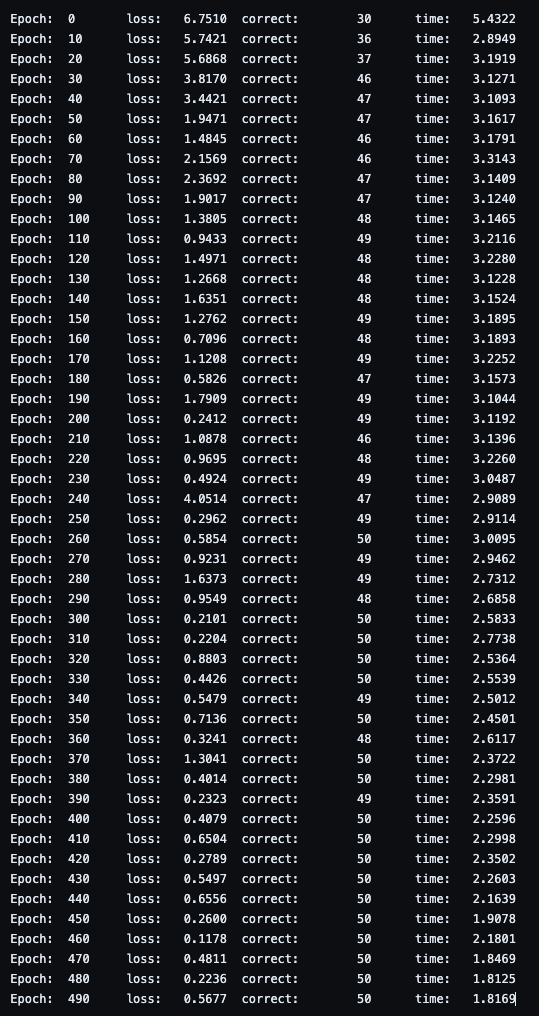 Epoch:  0      loss:   6.7510  correct:        30      time:   5.4322
Epoch:  10      loss:   5.7421  correct:        36      time:   2.8949
Epoch:  20      loss:   5.6868  correct:        37      time:   3.1919
Epoch:  30      loss:   3.8170  correct:        46      time:   3.1271
Epoch:  40      loss:   3.4421  correct:        47      time:   3.1093
Epoch:  50      loss:   1.9471  correct:        47      time:   3.1617
Epoch:  60      loss:   1.4845  correct:        46      time:   3.1791
Epoch:  70      loss:   2.1569  correct:        46      time:   3.3143
Epoch:  80      loss:   2.3692  correct:        47      time:   3.1409
Epoch:  90      loss:   1.9017  correct:        47      time:   3.1240
Epoch:  100     loss:   1.3805  correct:        48      time:   3.1465
Epoch:  110     loss:   0.9433  correct:        49      time:   3.2116
Epoch:  120     loss:   1.4971  correct:        48      time:   3.2280
Epoch:  130     loss:   1.2668  correct:        48      time:   3.1228
Epoch:  140     loss:   1.6351  correct:        48      time:   3.1524
Epoch:  150     loss:   1.2762  correct:        49      time:   3.1895
Epoch:  160     loss:   0.7096  correct:        48      time:   3.1893
Epoch:  170     loss:   1.1208  correct:        49      time:   3.2252
Epoch:  180     loss:   0.5826  correct:        47      time:   3.1573
Epoch:  190     loss:   1.7909  correct:        49      time:   3.1044
Epoch:  200     loss:   0.2412  correct:        49      time:   3.1192
Epoch:  210     loss:   1.0878  correct:        46      time:   3.1396
Epoch:  220     loss:   0.9695  correct:        48      time:   3.2260
Epoch:  230     loss:   0.4924  correct:        49      time:   3.0487
Epoch:  240     loss:   4.0514  correct:        47      time:   2.9089
Epoch:  250     loss:   0.2962  correct:        49      time:   2.9114
Epoch:  260     loss:   0.5854  correct:        50      time:   3.0095
Epoch:  270     loss:   0.9231  correct:        49      time:   2.9462
Epoch:  280     loss:   1.6373  correct:        49      time:   2.7312
Epoch:  290     loss:   0.9549  correct:        48      time:   2.6858
Epoch:  300     loss:   0.2101  correct:        50      time:   2.5833
Epoch:  310     loss:   0.2204  correct:        50      time:   2.7738
Epoch:  320     loss:   0.8803  correct:        50      time:   2.5364
Epoch:  330     loss:   0.4426  correct:        50      time:   2.5539
Epoch:  340     loss:   0.5479  correct:        49      time:   2.5012
Epoch:  350     loss:   0.7136  correct:        50      time:   2.4501
Epoch:  360     loss:   0.3241  correct:        48      time:   2.6117
Epoch:  370     loss:   1.3041  correct:        50      time:   2.3722
Epoch:  380     loss:   0.4014  correct:        50      time:   2.2981
Epoch:  390     loss:   0.2323  correct:        49      time:   2.3591
Epoch:  400     loss:   0.4079  correct:        50      time:   2.2596
Epoch:  410     loss:   0.6504  correct:        50      time:   2.2998
Epoch:  420     loss:   0.2789  correct:        50      time:   2.3502
Epoch:  430     loss:   0.5497  correct:        50      time:   2.2603
Epoch:  440     loss:   0.6556  correct:        50      time:   2.1639
Epoch:  450     loss:   0.2600  correct:        50      time:   1.9078
Epoch:  460     loss:   0.1178  correct:        50      time:   2.1801
Epoch:  470     loss:   0.4811  correct:        50      time:   1.8469
Epoch:  480     loss:   0.2236  correct:        50      time:   1.8125
Epoch:  490     loss:   0.5677  correct:        50      time:   1.8169